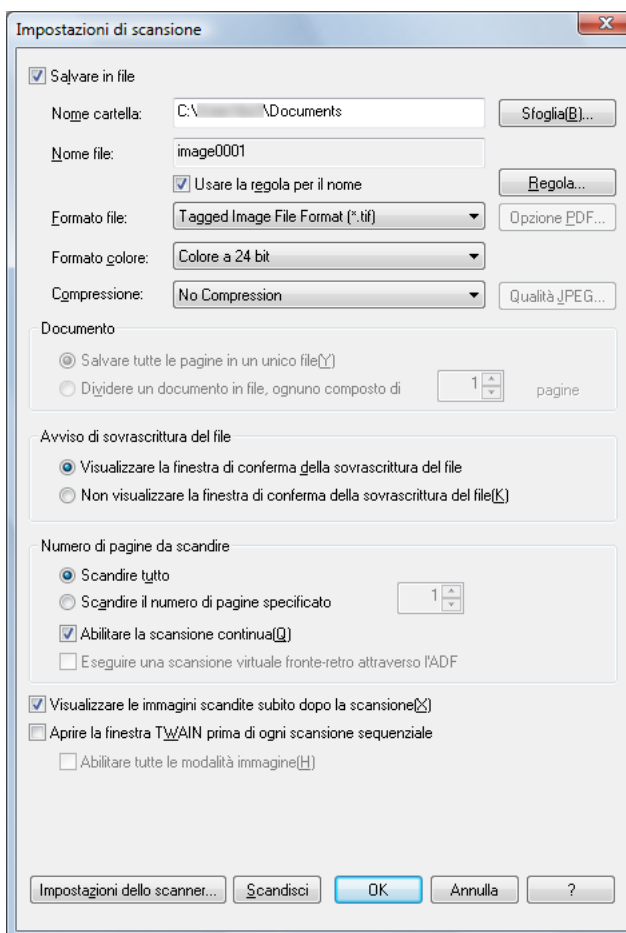 Impostazioni di scansione
Salvare in file
Nome cartella: C:\ \Documents Sfoglia(B)...
Nome file: image0001
Usare la regola per il nome Regola...
Formato file: Tagged Image File Format (*.tif) Opzione PDF...
Formato colore: Colore a 24 bit
Compressione: No Compression Qualità JPEG...
Documento
Salvare tutte le pagine in un unico file(Y)
Dividere un documento in file, ognuno composto di 1 pagine
Avviso di sovrascrittura del file
Visualizzare la finestra di conferma della sovrascrittura del file
Non visualizzare la finestra di conferma della sovrascrittura del file(K)
Numero di pagine da scandire
Scandire tutto
Scandire il numero di pagine specificato 1
Abilitare la scansione continua(Q)
Eseguire una scansione virtuale fronte-retro attraverso l'ADF
Visualizzare le immagini scandite subito dopo la scansione(X)
Aprire la finestra TWAIN prima di ogni scansione sequenziale
Abilitare tutte le modalità immagine(H)
Impostazioni dello scanner... Scandisci OK Annulla ?